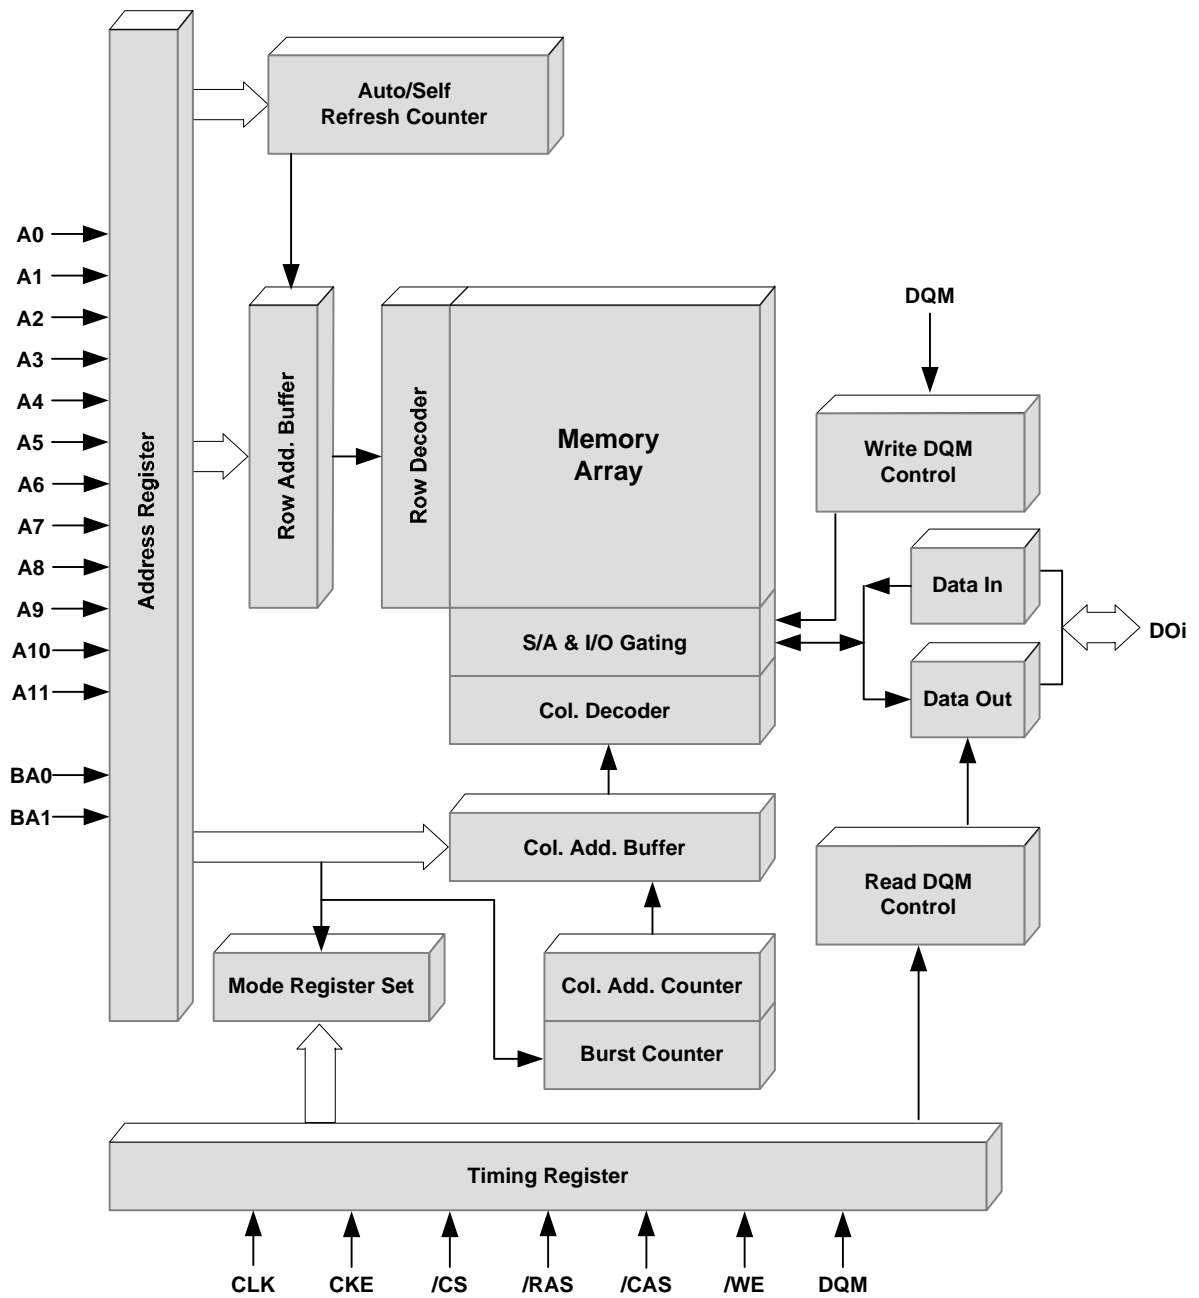 Auto/Self
Refresh Counter
A0
A1
A2
A3
A4
A5
A6
A7
A8
A9
A10
A11
BA0
BA1
Address Register
Row Add. Buffer
Row Decoder
Memory
Array
DQM
Write DQM
Control
Data In
S/A & I/O Gating
DOi
Data Out
Col. Decoder
Col. Add. Buffer
Read DQM
Control
Mode Register Set
Col. Add. Counter
Burst Counter
Timing Register
CLK
CKE
/CS
/RAS
/CAS
/WE
DQM